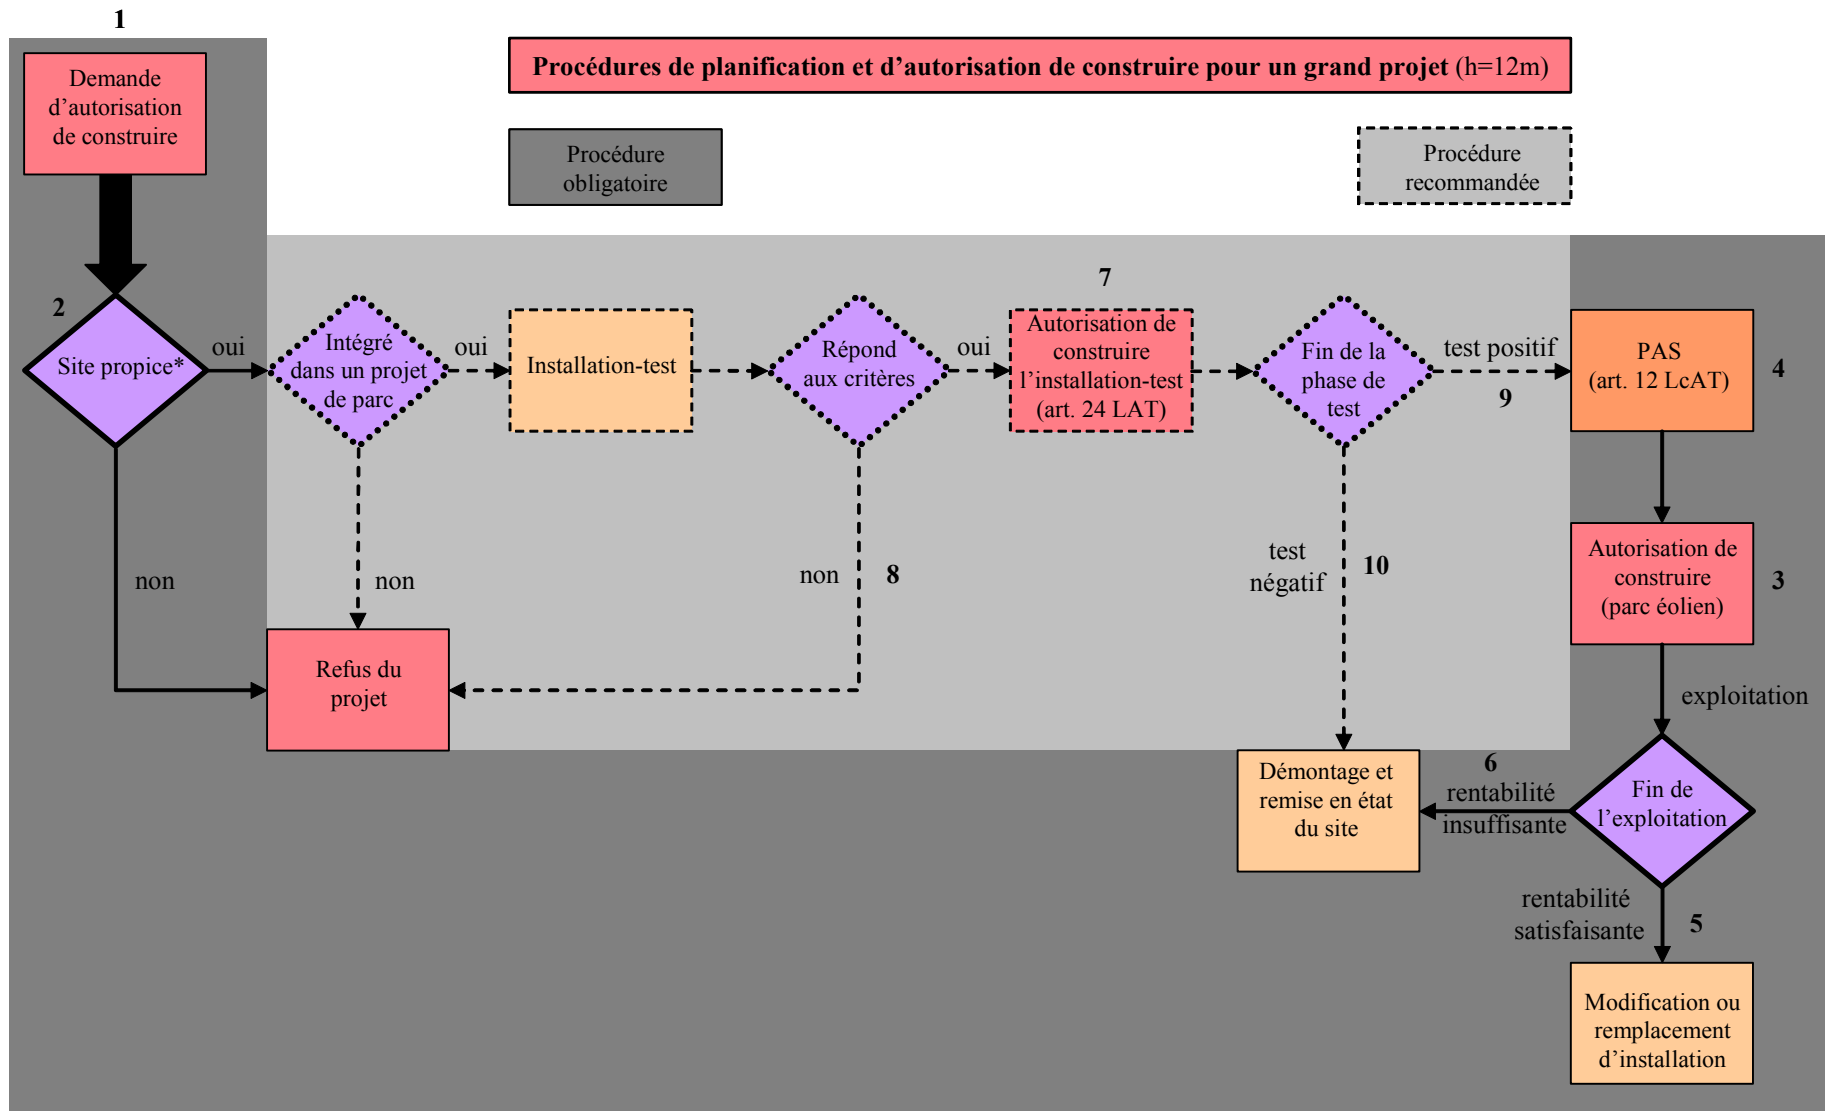 1
Demande
d’autorisation
de construire
Procédures de planification et d’autorisation de construire pour un grand projet (h=12m)
Procédure
obligatoire
Procédure
recommandée
2
Site propice*
oui
non
Intégré
dans un projet
de parc
oui
non
Installation-test
Répond
aux critères
oui
non
8
7
Autorisation de
construire
l’installation-test
(art. 24 LAT)
Fin de la
phase de
test
test positif
9
test
négatif
10
PAS
(art. 12 LcAT)
4
Autorisation de
construire
(parc éolien)
3
Refus du
projet
exploitation
Fin de
l’exploitation
6
rentabilité
insuffisante
Démontage et
remise en état
du site
rentabilité
satisfaisante
5
Modification ou
remplacement
d’installation